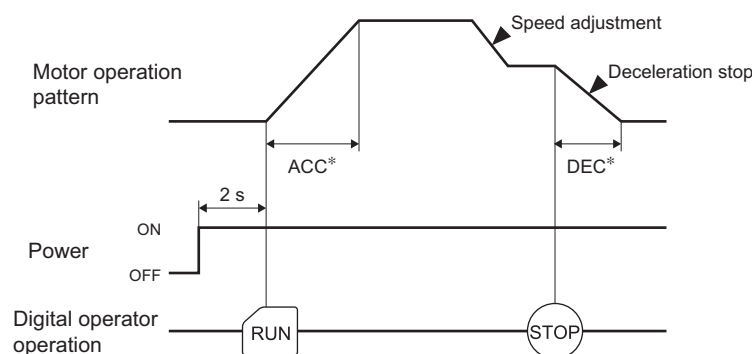 Speed adjustment
Motor operation
pattern
Deceleration stop
ACC*
DEC*
2 s
ON
Power
OFF
Digital operator
operation
RUN
STOP